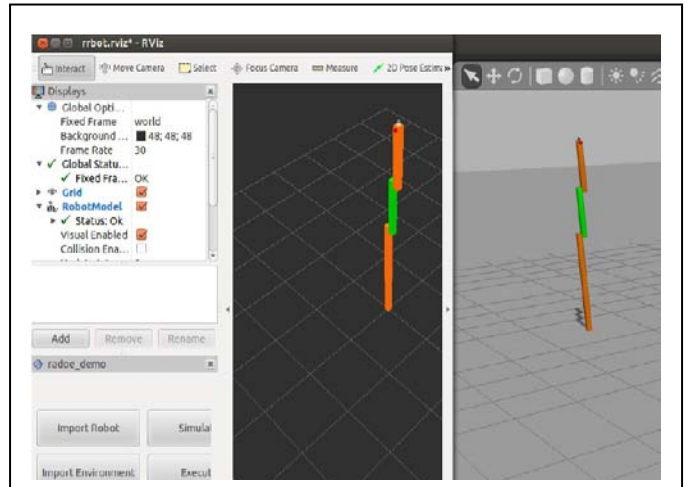 rrbot.rviz* - RViz
Interact Move Camera Select Focus Camera Measure 2D Pose Estima
Displays
Global Opti...
Fixed Frame world
Background ... 48; 48; 48
Frame Rate 30
Global Statu...
Fixed Fra... OK
Grid
RobotModel
Status: Ok
Visual Enabled
Collision Ena...
Add Remove Rename
radoe_demo
Import Robot Simulat
Import Environment Execut